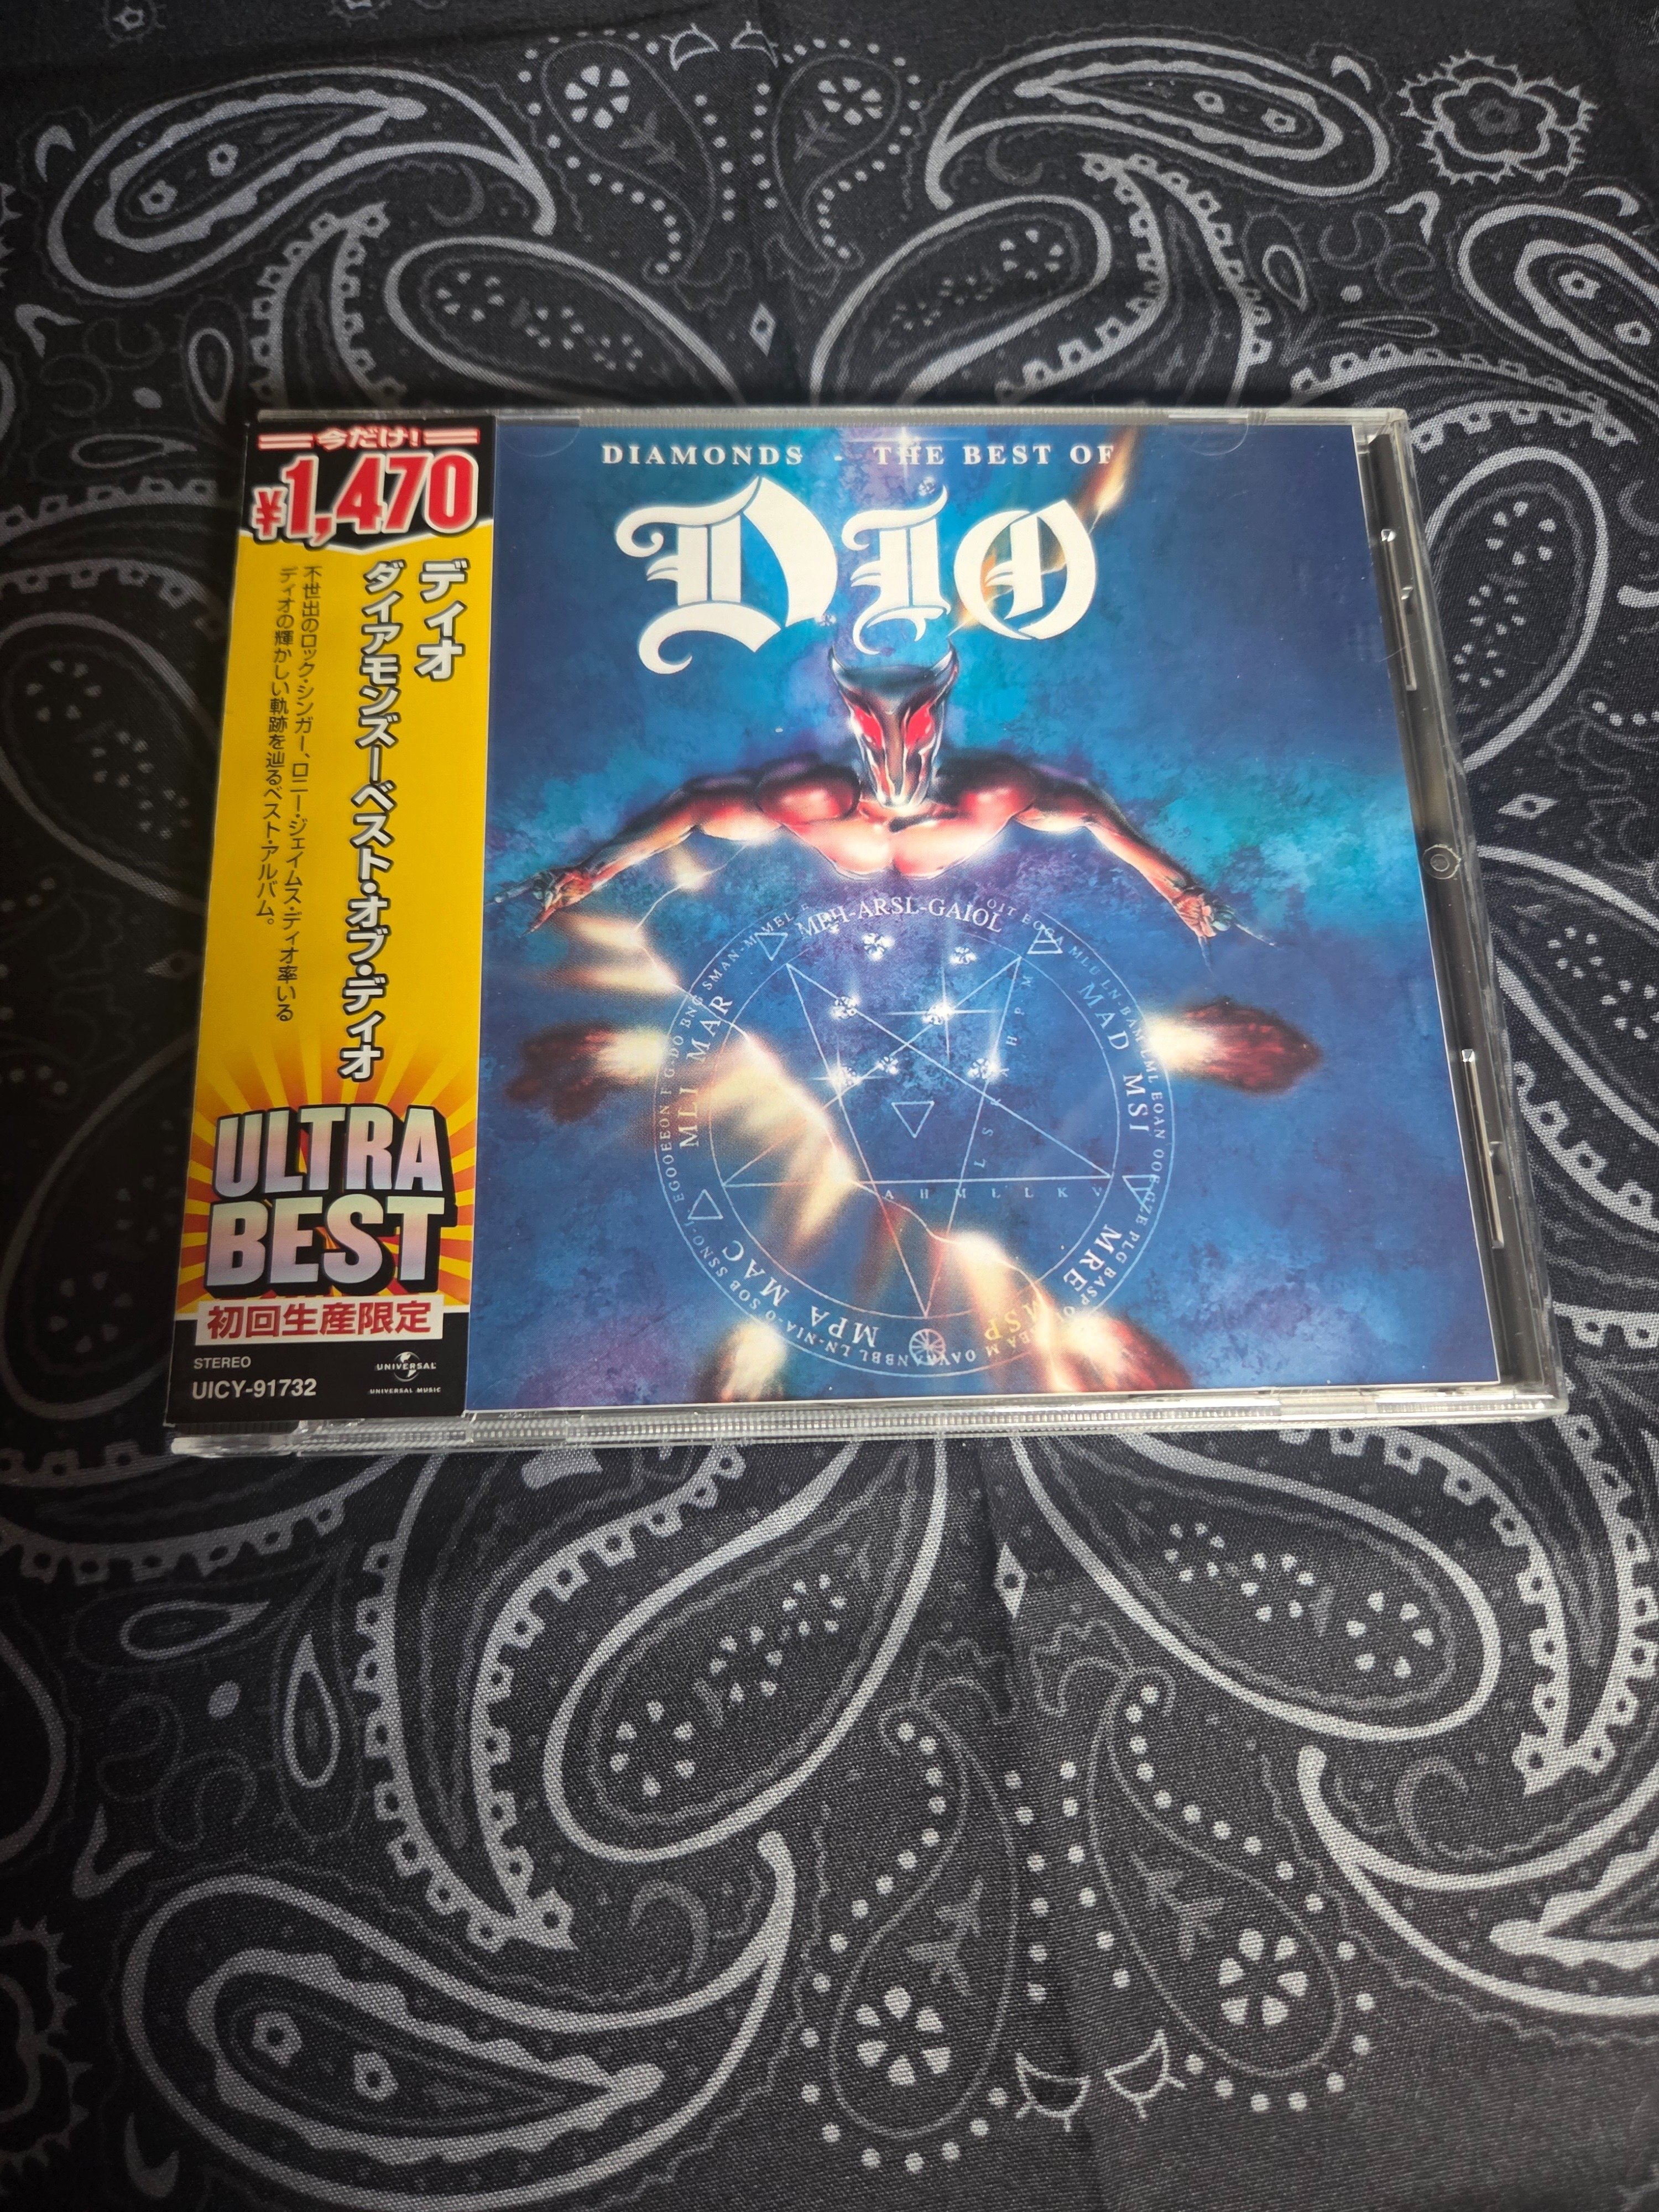 今だけ!
¥1,470
ディオ
ダイアモンズ〜ベスト・オブ・ディオ
不世出のロック・シンガー、ロニー・ジェイムス・ディオ率いる
ディオの輝かしい軌跡を辿るベスト・アルバム。
ULTRA
BEST
初回生産限定
STEREO
UICY-91732
UNIVERSAL
UNIVERSAL MUSIC
DIAMONDS - THE BEST OF
DIO
MPH-ARSL-GAIOL
MLI MAR
MAD MSI
MRE
MSP
MPA MAC